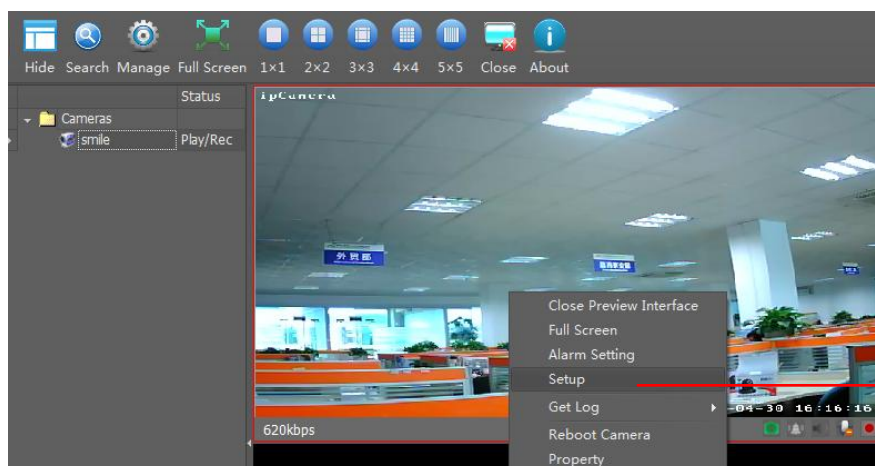 Hide Search Manage Full Screen 1×1 2×2 3×3 4×4 5×5 Close About
Status
Cameras
smile Play/Rec
ipCamera
外贸部
Close Preview Interface
Full Screen
Alarm Setting
Setup
Get Log
-04-30 16:16:16
Reboot Camera
Property
620kbps